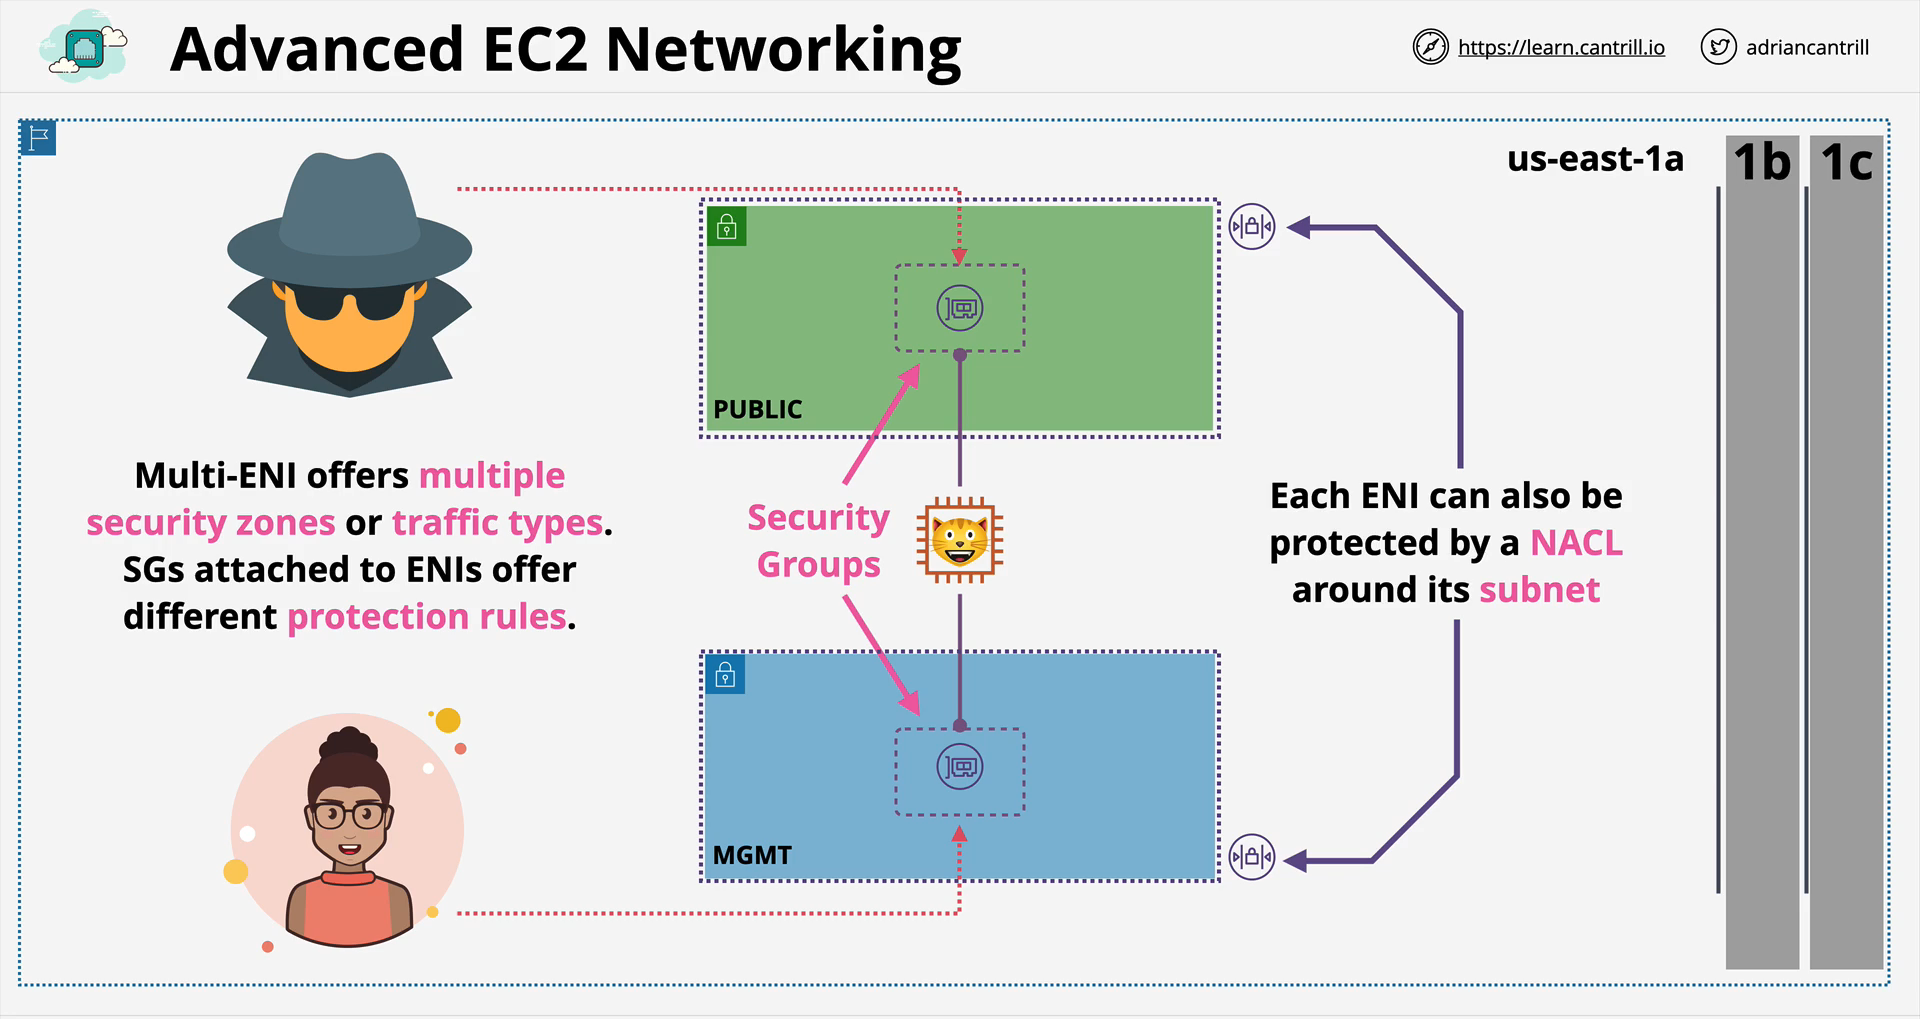 Advanced EC2 Networking
https://learn.cantrill.io
adriancantrill
us-east-1a
1b
1c
PUBLIC
Multi-ENI offers multiple
security zones or traffic types.
SGs attached to ENIs offer
different protection rules.
Security
Groups
Each ENI can also be
protected by a NACL
around its subnet
MGMT